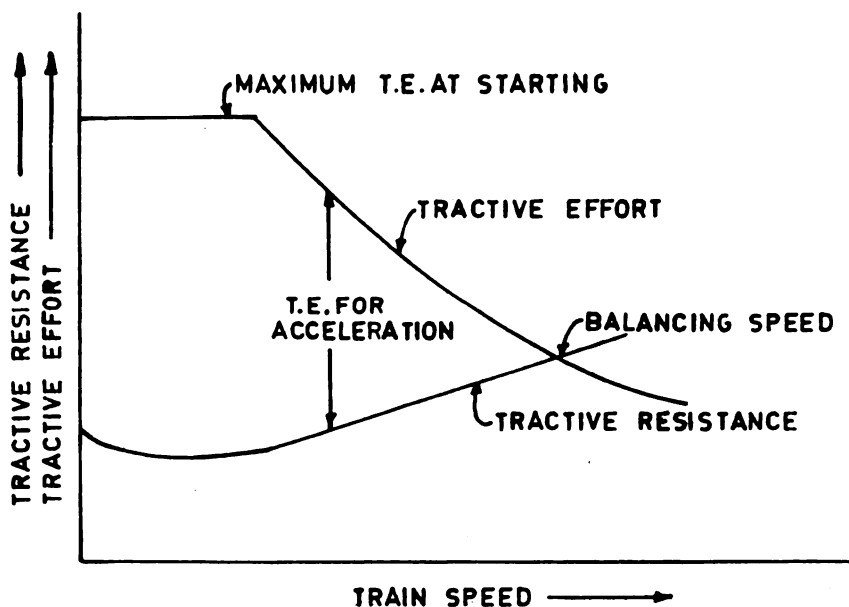 MAXIMUM T.E. AT STARTING
TRACTIVE EFFORT
T.E. FOR
ACCELERATION
BALANCING SPEED
TRACTIVE RESISTANCE
TRACTIVE RESISTANCE
TRACTIVE EFFORT
TRAIN SPEED